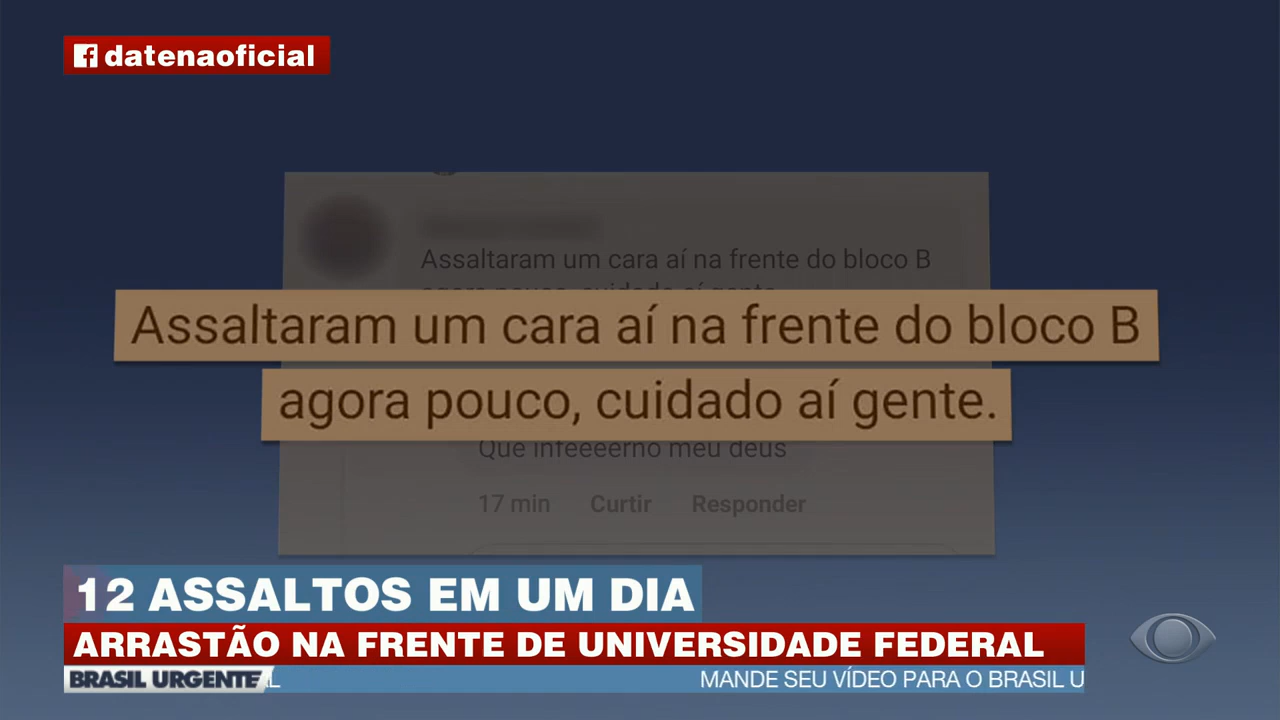 datenaoficial
Assaltaram um cara aí na frente do bloco B
Assaltaram um cara aí na frente do bloco B
agora pouco, cuidado aí gente.
Que infeeeerno meu deus
17 min Curtir Responder
12 ASSALTOS EM UM DIA
ARRASTÃO NA FRENTE DE UNIVERSIDADE FEDERAL
BRASIL URGENTE L MANDE SEU VÍDEO PARA O BRASIL U